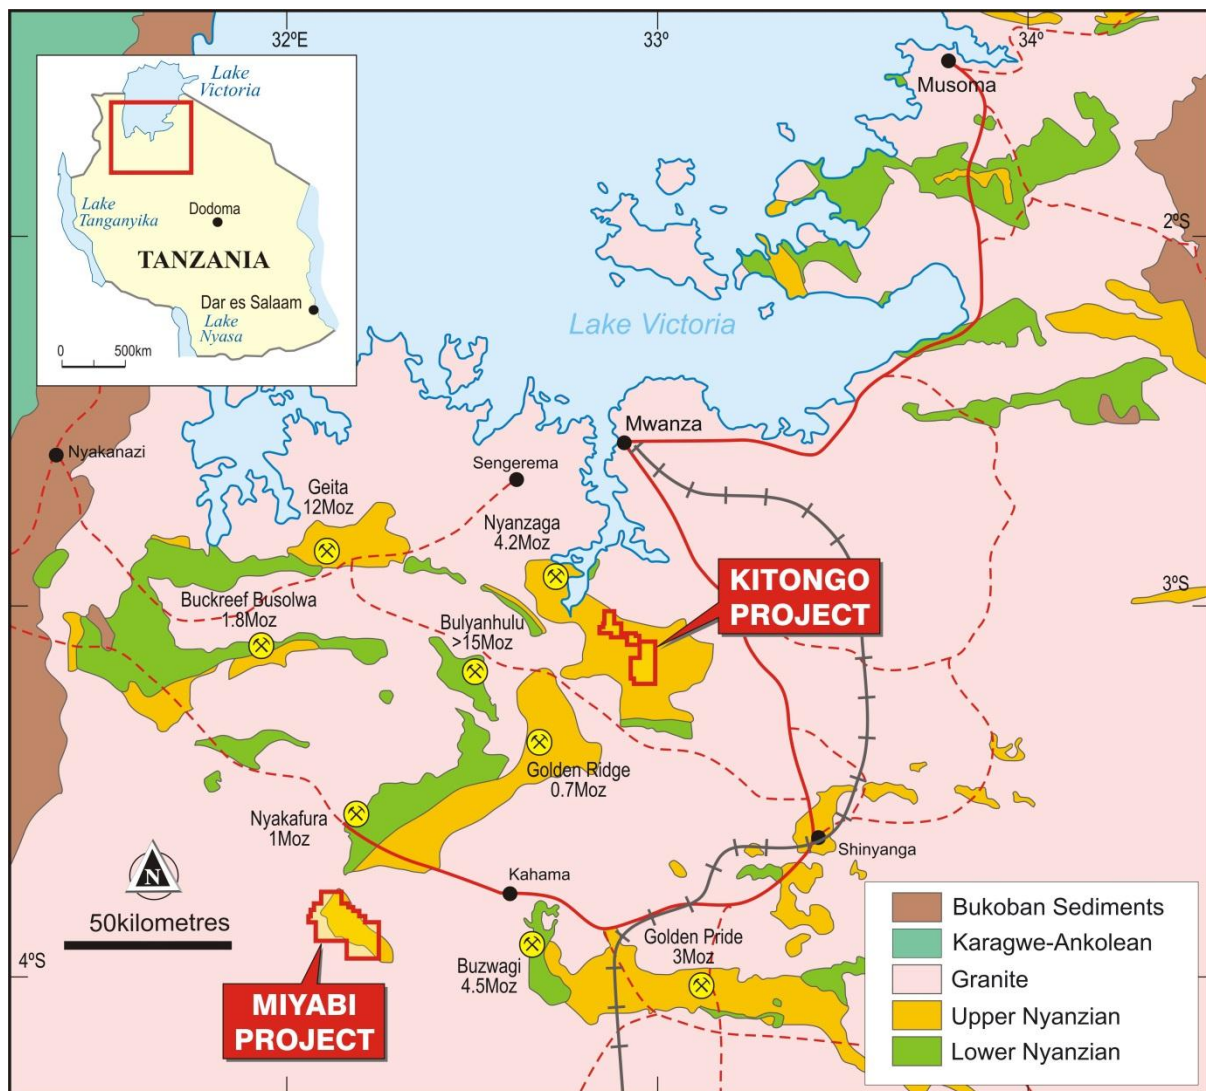 32ºE
33º
34º
Lake
Victoria
Lake
Tanganyika
Dodoma
TANZANIA
Dar es Salaam
Lake
Nyasa
0
500km
Musoma
2ºS
Lake Victoria
Mwanza
Nyakanazi
Sengerema
Geita
12Moz
Nyanzaga
4.2Moz
KITONGO
PROJECT
3ºS
Buckreef Busolwa
1.8Moz
Bulyanhulu
>15Moz
Golden Ridge
0.7Moz
Nyakafura
1Moz
Shinyanga
N
Kahama
50kilometres
Golden Pride
3Moz
Buzwagi
4.5Moz
4ºS
MIYABI
PROJECT
Bukoban Sediments
Karagwe-Ankolean
Granite
Upper Nyanzian
Lower Nyanzian